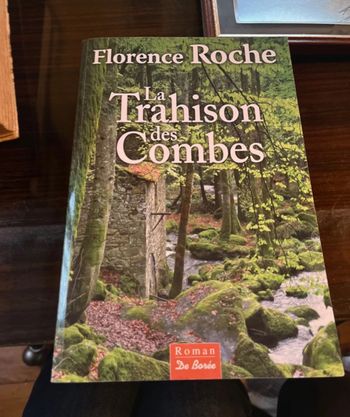 Florence Roche
La
Trahison
des
Combes
Roman
De Borée